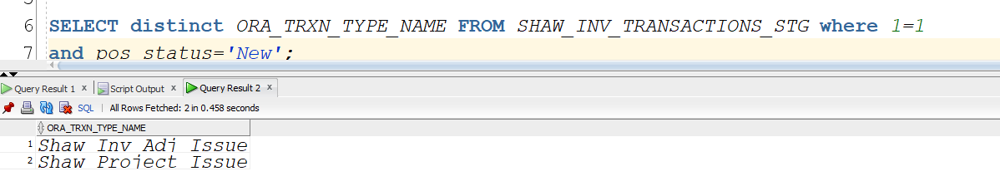 6 SELECT distinct ORA_TRXN_TYPE_NAME FROM SHAW_INV_TRANSACTIONS_STG where 1=1
7 and pos_status='New';
Query Result 1 x Script Output x Query Result 2 x
SQL | All Rows Fetched: 2 in 0.458 seconds
ORA_TRXN_TYPE_NAME
1 Shaw Inv Adj Issue
2 Shaw Project Issue